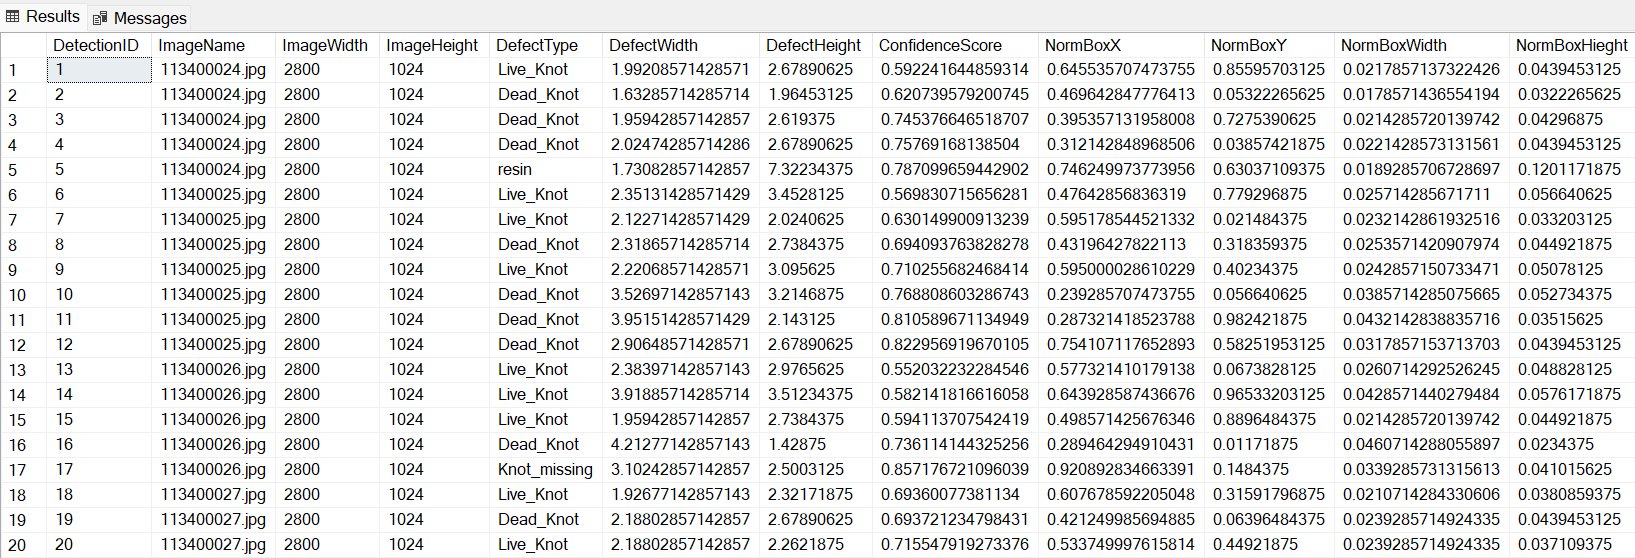 Results Messages
DetectionID ImageName ImageWidth ImageHeight DefectType DefectWidth DefectHeight ConfidenceScore NormBoxX NormBoxY NormBoxWidth NormBoxHieght
1 1 113400024.jpg 2800 1024 Live_Knot 1.99208571428571 2.67890625 0.592241644859314 0.645535707473755 0.85595703125 0.0217857137322426 0.0439453125
2 2 113400024.jpg 2800 1024 Dead_Knot 1.63285714285714 1.96453125 0.620739579200745 0.469642847776413 0.05322265625 0.0178571436554194 0.0322265625
3 3 113400024.jpg 2800 1024 Dead_Knot 1.95942857142857 2.619375 0.745376646518707 0.395357131958008 0.7275390625 0.0214285720139742 0.04296875
4 4 113400024.jpg 2800 1024 Dead_Knot 2.02474285714286 2.67890625 0.75769168138504 0.312142848968506 0.03857421875 0.0221428573131561 0.0439453125
5 5 113400024.jpg 2800 1024 resin 1.73082857142857 7.32234375 0.787099659442902 0.746249973773956 0.63037109375 0.0189285706728697 0.1201171875
6 6 113400025.jpg 2800 1024 Live_Knot 2.35131428571429 3.4528125 0.569830715656281 0.47642856836319 0.779296875 0.025714285671711 0.056640625
7 7 113400025.jpg 2800 1024 Live_Knot 2.12271428571429 2.0240625 0.630149900913239 0.595178544521332 0.021484375 0.0232142861932516 0.033203125
8 8 113400025.jpg 2800 1024 Dead_Knot 2.31865714285714 2.7384375 0.694093763828278 0.43196427822113 0.318359375 0.0253571420907974 0.044921875
9 9 113400025.jpg 2800 1024 Live_Knot 2.22068571428571 3.095625 0.710255682468414 0.595000028610229 0.40234375 0.0242857150733471 0.05078125
10 10 113400025.jpg 2800 1024 Dead_Knot 3.52697142857143 3.2146875 0.768808603286743 0.239285707473755 0.056640625 0.0385714285075665 0.052734375
11 11 113400025.jpg 2800 1024 Dead_Knot 3.95151428571429 2.143125 0.810589671134949 0.287321418523788 0.982421875 0.0432142838835716 0.03515625
12 12 113400025.jpg 2800 1024 Dead_Knot 2.90648571428571 2.67890625 0.822956919670105 0.754107117652893 0.58251953125 0.0317857153713703 0.0439453125
13 13 113400026.jpg 2800 1024 Live_Knot 2.38397142857143 2.9765625 0.552032232284546 0.577321410179138 0.0673828125 0.0260714292526245 0.048828125
14 14 113400026.jpg 2800 1024 Live_Knot 3.91885714285714 3.51234375 0.582141816616058 0.643928587436676 0.96533203125 0.0428571440279484 0.0576171875
15 15 113400026.jpg 2800 1024 Live_Knot 1.95942857142857 2.7384375 0.594113707542419 0.498571425676346 0.8896484375 0.0214285720139742 0.044921875
16 16 113400026.jpg 2800 1024 Dead_Knot 4.21277142857143 1.42875 0.736114144325256 0.289464294910431 0.01171875 0.0460714288055897 0.0234375
17 17 113400026.jpg 2800 1024 Knot_missing 3.10242857142857 2.5003125 0.857176721096039 0.920892834663391 0.1484375 0.0339285731315613 0.041015625
18 18 113400027.jpg 2800 1024 Live_Knot 1.92677142857143 2.32171875 0.69360077381134 0.607678592205048 0.31591796875 0.0210714284330606 0.0380859375
19 19 113400027.jpg 2800 1024 Dead_Knot 2.18802857142857 2.67890625 0.693721234798431 0.421249985694885 0.06396484375 0.0239285714924335 0.0439453125
20 20 113400027.jpg 2800 1024 Live_Knot 2.18802857142857 2.2621875 0.715547919273376 0.533749997615814 0.44921875 0.0239285714924335 0.037109375